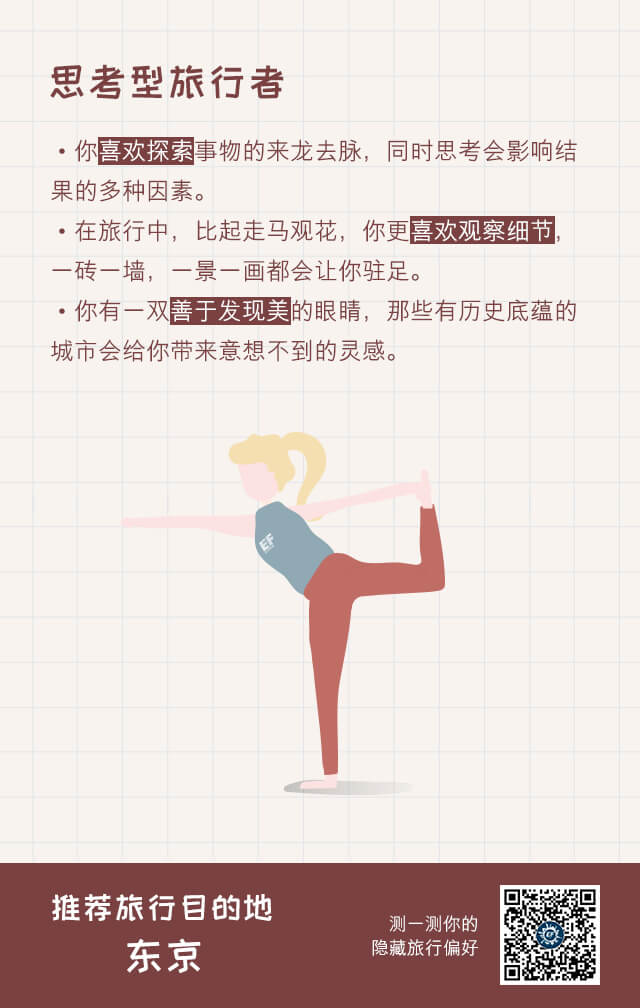 思考型旅行者
•你喜欢探索事物的来龙去脉，同时思考会影响结
果的多种因素。
•在旅行中，比起走马观花，你更喜欢观察细节，
一砖一墙，一景一画都会让你驻足。
•你有一双善于发现美的眼睛，那些有历史底蕴的
城市会给你带来意想不到的灵感。
EF
推荐旅行目的地
东京
测一测你的
隐藏旅行偏好